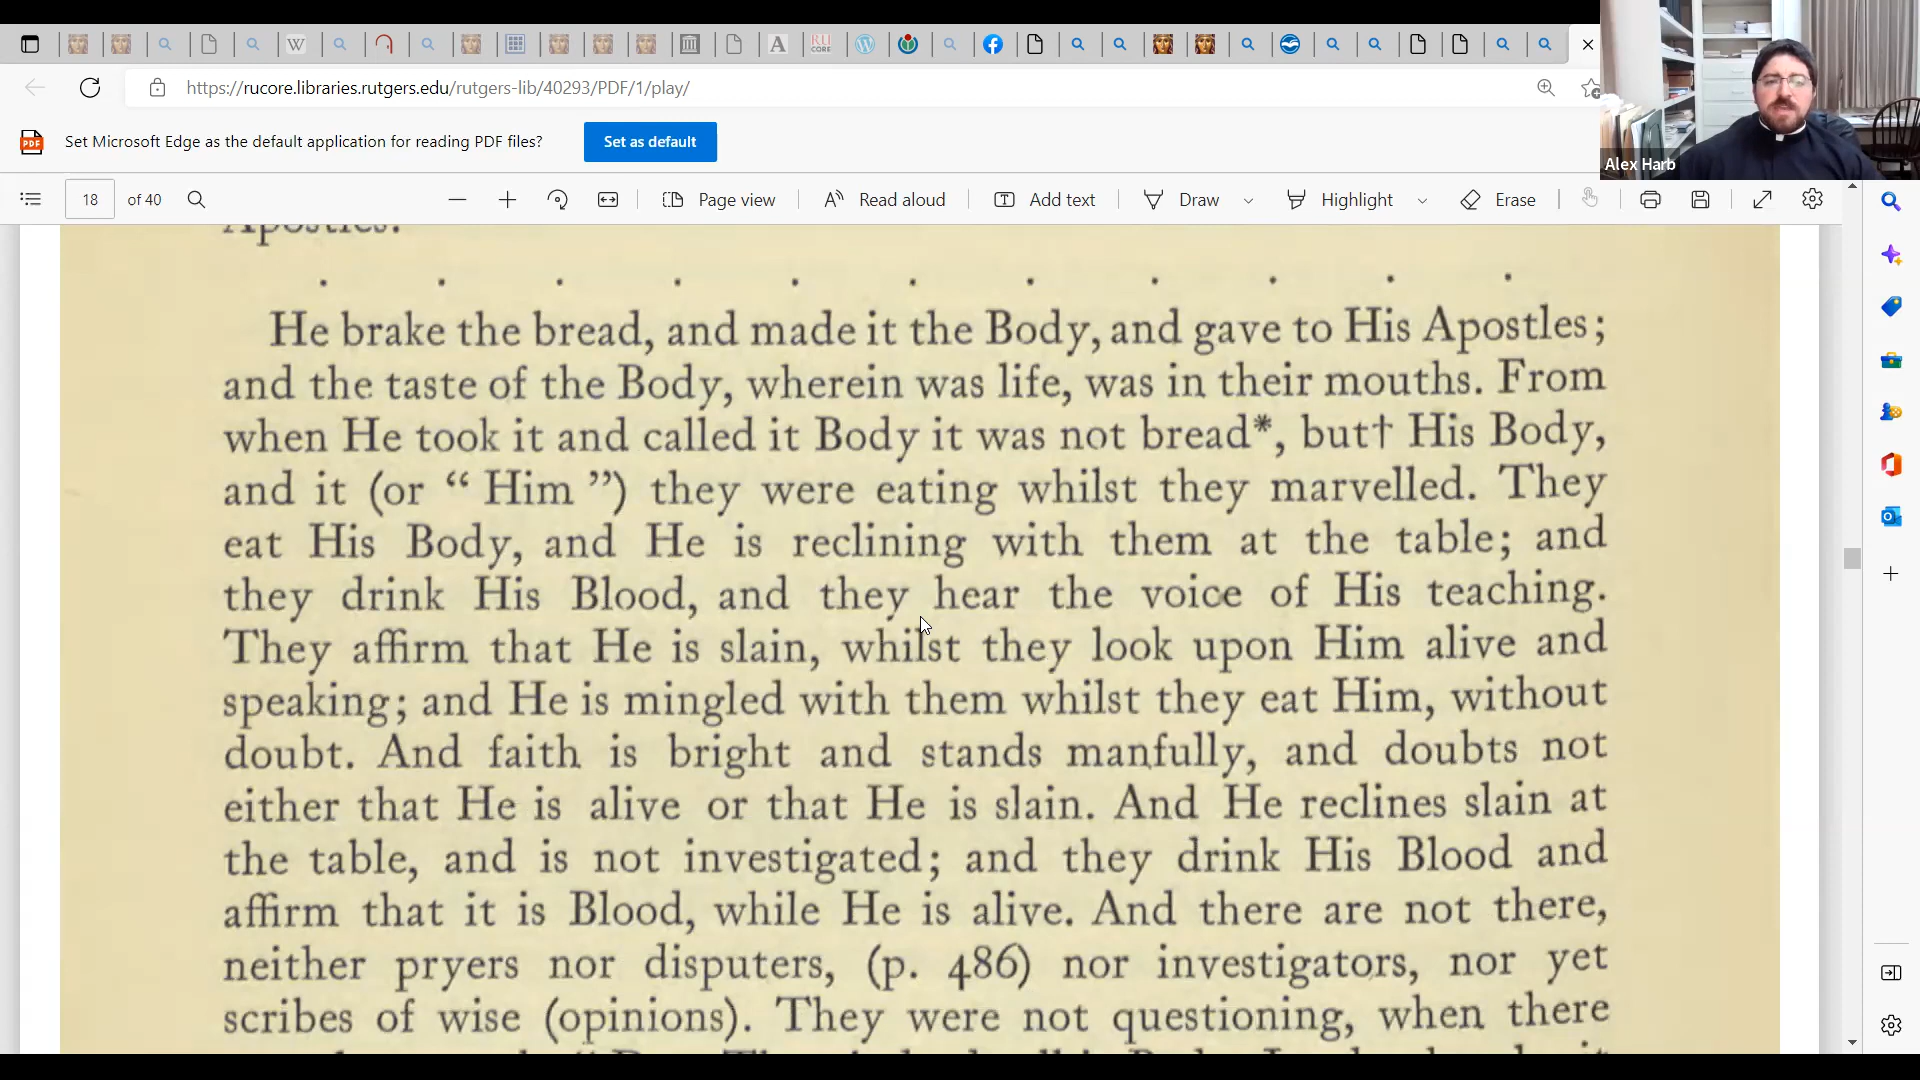 https://rucore.libraries.rutgers.edu/rutgers-lib/40293/PDF/1/play/
Set Microsoft Edge as the default application for reading PDF files? Set as default
Alex Harb
18 of 40 Page view Read aloud Add text Draw Highlight Erase
Apostles.
. . . . . . . . . . .
He brake the bread, and made it the Body, and gave to His Apostles;
and the taste of the Body, wherein was life, was in their mouths. From
when He took it and called it Body it was not bread*, but† His Body,
and it (or “ Him ”) they were eating whilst they marvelled. They
eat His Body, and He is reclining with them at the table; and
they drink His Blood, and they hear the voice of His teaching.
They affirm that He is slain, whilst they look upon Him alive and
speaking; and He is mingled with them whilst they eat Him, without
doubt. And faith is bright and stands manfully, and doubts not
either that He is alive or that He is slain. And He reclines slain at
the table, and is not investigated; and they drink His Blood and
affirm that it is Blood, while He is alive. And there are not there,
neither pryers nor disputers, (p. 486) nor investigators, nor yet
scribes of wise (opinions). They were not questioning, when there